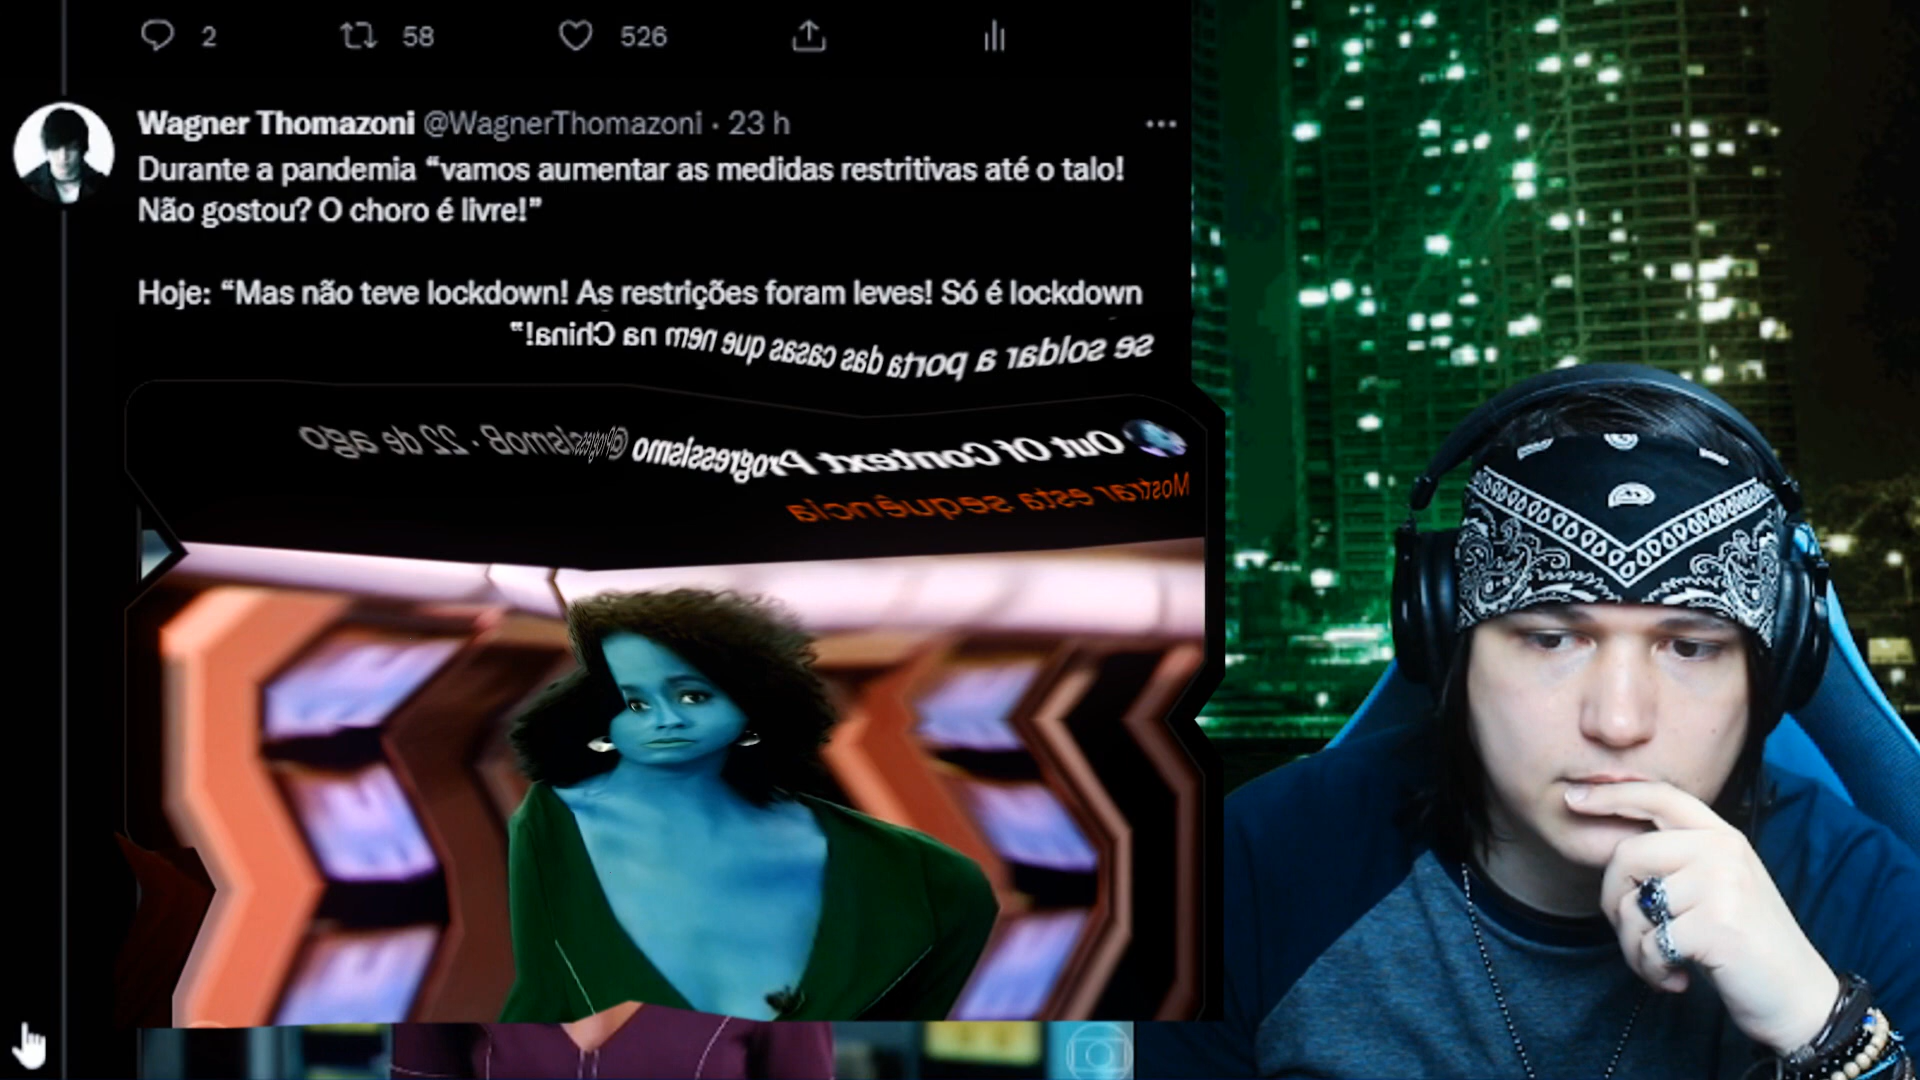 2 58 526
Wagner Thomazoni @WagnerThomazoni · 23 h
Durante a pandemia “vamos aumentar as medidas restritivas até o talo!
Não gostou? O choro é livre!”
Hoje: “Mas não teve lockdown! As restrições foram leves! Só é lockdown
se soldar a porta das casas que nem na China!”
Out Of Context Progressismo @ProgressismoB · 22 de ago
Mostrar esta sequência